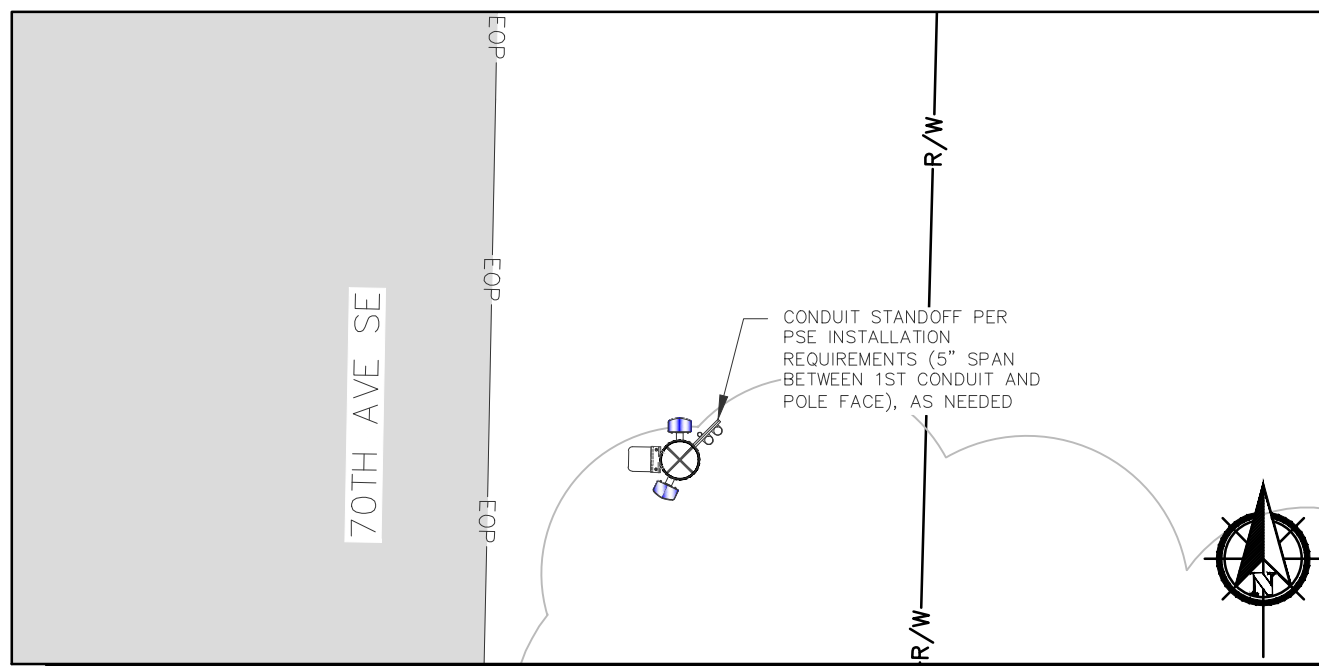 EOP
R/W
EOP
70TH AVE SE
CONDUIT STANDOFF PER
PSE INSTALLATION
REQUIREMENTS (5" SPAN
BETWEEN 1ST CONDUIT AND
POLE FACE), AS NEEDED
EOP
N
R/W